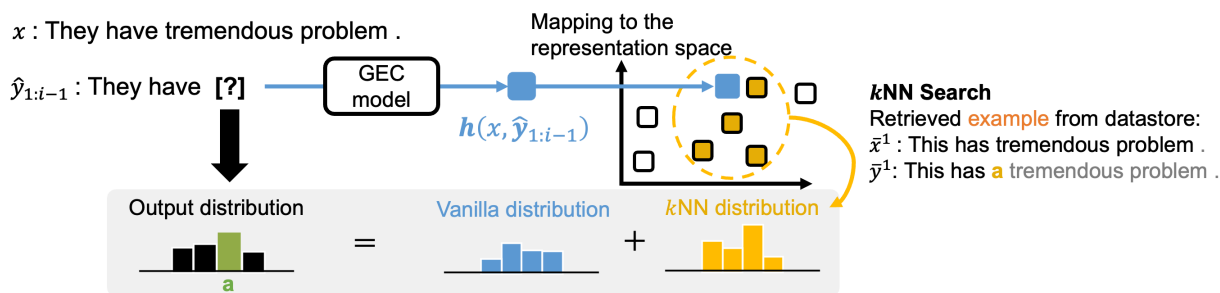 x : They have tremendous problem .
ŷ₁:ᵢ₋₁ : They have [?]
GEC
model
h(x, ŷ₁:ᵢ₋₁)
Mapping to the
representation space
kNN Search
Retrieved example from datastore:
x̄¹ : This has tremendous problem .
ȳ¹: This has a tremendous problem .
Output distribution
a
=
Vanilla distribution
+
kNN distribution